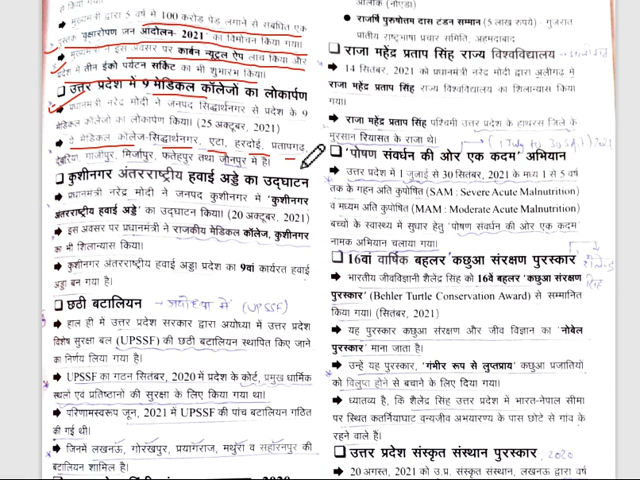 मुख्यमंत्री द्वारा 5 वर्ष में 100 करोड़ पेड़ लगाने से संबंधित एक
पुस्तक 'वृक्षारोपण जन आंदोलन- 2021' का विमोचन किया गया।
मुख्यमंत्री ने इस अवसर पर कार्बन न्यूट्रल ऐप लांच किया और
प्रदेश में तीन ईको पर्यटन सर्किट का भी शुभारम्भ किया।
❑ उत्तर प्रदेश में 9 मेडिकल कॉलेजो का लोकार्पण
➡ प्रधानमंत्री नरेंद्र मोदी ने जनपद सिद्धार्थनगर से प्रदेश के 9
मेडिकल कॉलेजों का लोकार्पण किया। (25 अक्टूबर, 2021)
➡ ये मेडिकल कॉलेज-सिद्धार्थनगर, एटा, हरदोई, प्रतापगढ़,
देवरिया, गाजीपुर, मिर्जापुर, फतेहपुर तथा जौनपुर में है।
❑ कुशीनगर अंतरराष्ट्रीय हवाई अड्डे का उद्घाटन
➡ प्रधानमंत्री नरेंद्र मोदी ने जनपद कुशीनगर में 'कुशीनगर
अंतरराष्ट्रीय हवाई अड्डे' का उद्घाटन किया। (20 अक्टूबर, 2021)
➡ इस अवसर पर प्रधानमंत्री ने राजकीय मेडिकल कॉलेज, कुशीनगर
का भी शिलान्यास किया।
➡ कुशीनगर अंतरराष्ट्रीय हवाई अड्डा प्रदेश का 9वां कार्यरत हवाई
अड्डा बन गया है।
❑ छठी बटालियन → अयोध्या में (UPSSF)
➡ हाल ही में उत्तर प्रदेश सरकार द्वारा अयोध्या में उत्तर प्रदेश
विशेष सुरक्षा बल (UPSSF) की छठी बटालियन स्थापित किए जाने
का निर्णय लिया गया है।
➡ UPSSF का गठन सितंबर, 2020 में प्रदेश के कोर्ट, प्रमुख धार्मिक
स्थलों एवं प्रतिष्ठानों की सुरक्षा के लिए किया गया था।
➡ परिणामस्वरूप जून, 2021 में UPSSF की पांच बटालियन गठित
की गई थी।
➡ जिनमें लखनऊ, गोरखपुर, प्रयागराज, मथुरा व सहारनपुर की
बटालियन शामिल है।
(नोएडा)
• राजर्षि पुरुषोत्तम दास टंडन सम्मान (5 लाख रुपये) - गुजरात
प्रांतीय राष्ट्रभाषा प्रचार समिति, अहमदाबाद
❑ राजा महेंद्र प्रताप सिंह राज्य विश्वविद्यालय
➡ 14 सितंबर, 2021 को प्रधानमंत्री नरेंद्र मोदी द्वारा अलीगढ़ में
राजा महेंद्र प्रताप सिंह राज्य विश्वविद्यालय का शिलान्यास किया
गया।
➡ राजा महेंद्र प्रताप सिंह पश्चिमी उत्तर प्रदेश के हाथरस जिले के
मुरसान रियासत के राजा थे।
❑ 'पोषण संवर्धन की ओर एक कदम' अभियान
➡ उत्तर प्रदेश में 1 जुलाई से 30 सितंबर, 2021 के मध्य 1 से 5 वर्ष
तक के गहन अति कुपोषित (SAM : Severe Acute Malnutrition)
व मध्यम अति कुपोषित (MAM : Moderate Acute Malnutrition)
बच्चों के स्वास्थ्य में सुधार हेतु 'पोषण संवर्धन की ओर एक कदम'
नामक अभियान चलाया गया।
❑ 16वां वार्षिक बहलर 'कछुआ संरक्षण पुरस्कार'
➡ भारतीय जीवविज्ञानी शैलेन्द्र सिंह को 16वें बहलर 'कछुआ संरक्षण
पुरस्कार' (Behler Turtle Conservation Award) से सम्मानित
किया गया। (सितंबर, 2021)
➡ यह पुरस्कार कछुआ संरक्षण और जीव विज्ञान का 'नोबेल
पुरस्कार' माना जाता है।
➡ उन्हें यह पुरस्कार, 'गंभीर रूप से लुप्तप्राय' कछुआ प्रजातियों
को विलुप्त होने से बचाने के लिए दिया गया।
➡ ध्यातव्य है, कि शैलेन्द्र सिंह उत्तर प्रदेश में भारत-नेपाल सीमा
पर स्थित कतर्नियाघाट वन्यजीव अभयारण्य के पास छोटे से गांव के
रहने वाले हैं।
❑ उत्तर प्रदेश संस्कृत संस्थान पुरस्कार, 2020
➡ 20 अगस्त, 2021 को उ.प्र. संस्कृत संस्थान, लखनऊ द्वारा वर्ष